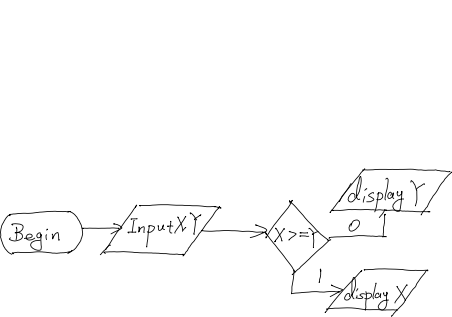 Begin
Input X Y
X >= Y
0
display Y
1
display X